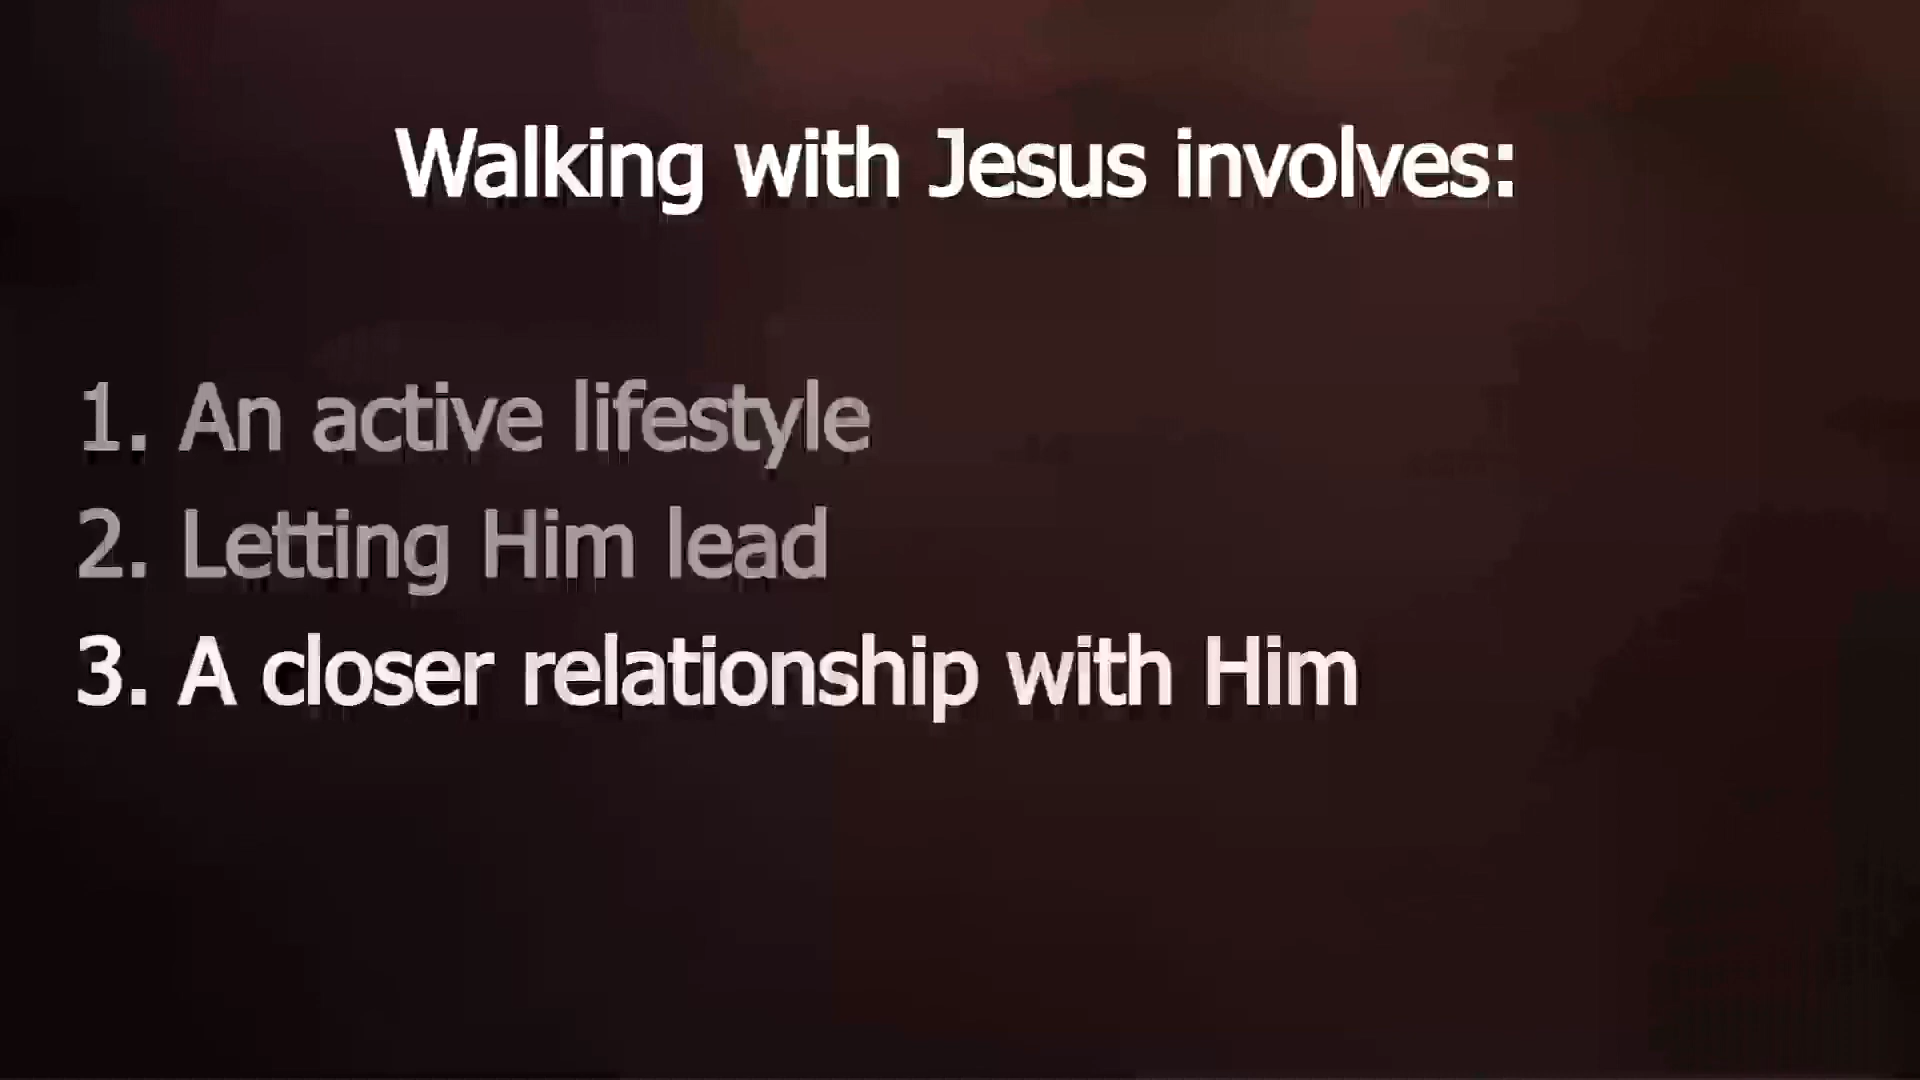 Walking with Jesus involves:
1. An active lifestyle
2. Letting Him lead
3. A closer relationship with Him